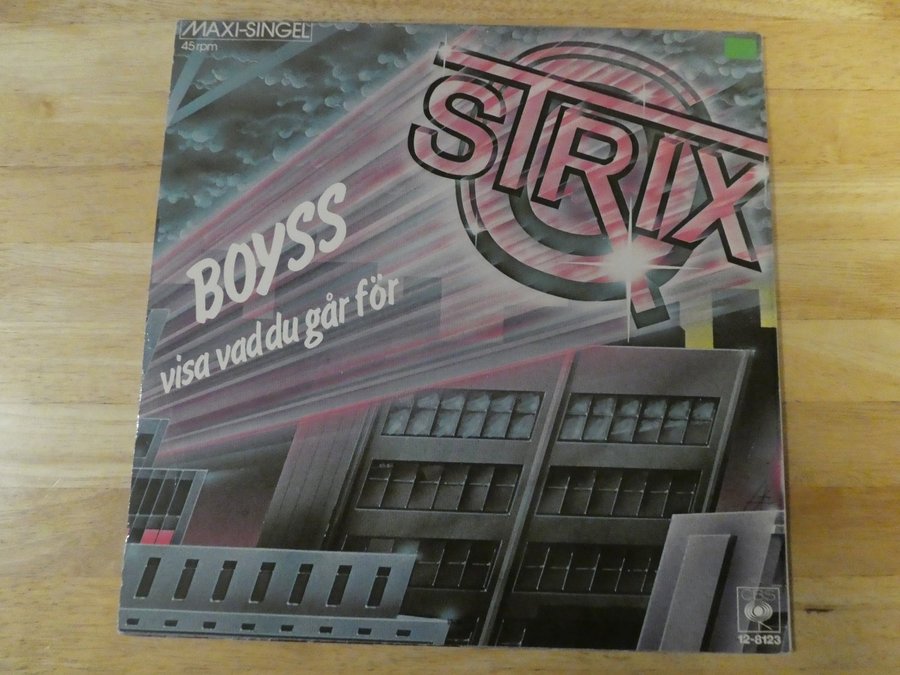 MAXI-SINGEL
45 rpm
STRIX
BOYSS
visa vad du går för
CBS
12-8123